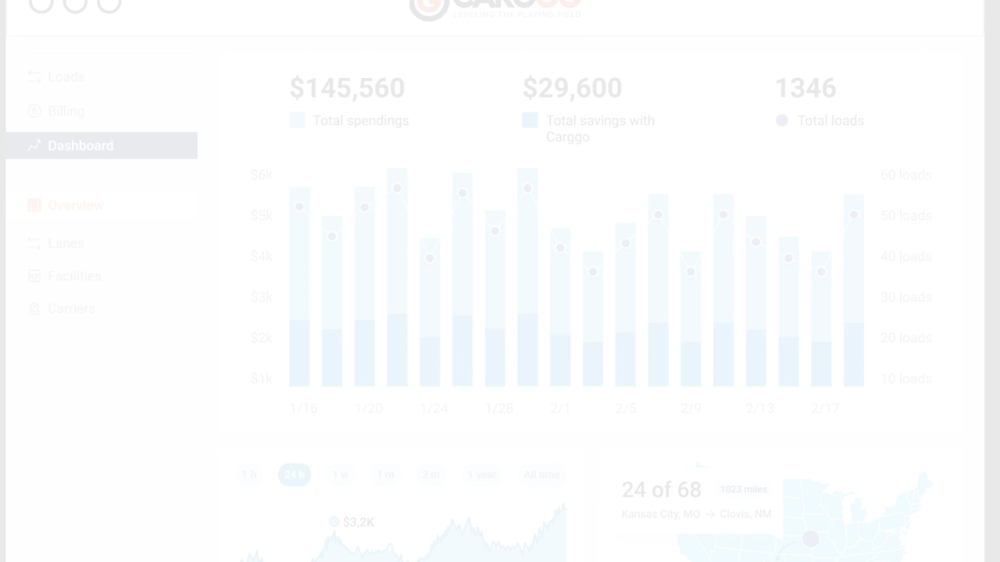 CARGGO
LEVELING THE PLAYING FIELD
Loads
Billing
Dashboard
Overview
Lanes
Facilities
Carriers
$145,560
Total spendings
$29,600
Total savings with
Carggo
1346
Total loads
$6k
$5k
$4k
$3k
$2k
$1k
60 loads
50 loads
40 loads
30 loads
20 loads
10 loads
1/16 1/20 1/24 1/28 2/1 2/5 2/9 2/13 2/17
1 h 24 h 1 w 1 m 3 m 1 year All time
$3,2K
24 of 68 1023 miles
Kansas City, MO → Clovis, NM